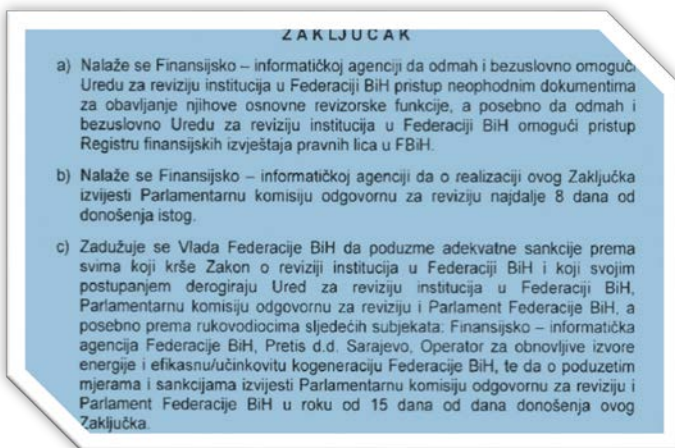 ZAKLJUČAK
a) Nalaže se Finansijsko – informatičkoj agenciji da odmah i bezuslovno omogući
Uredu za reviziju institucija u Federaciji BiH pristup neophodnim dokumentima
za obavljanje njihove osnovne revizorske funkcije, a posebno da odmah i
bezuslovno Uredu za reviziju institucija u Federaciji BiH omogući pristup
Registru finansijskih izvještaja pravnih lica u FBiH.
b) Nalaže se Finansijsko – informatičkoj agenciji da o realizaciji ovog Zaključka
izvijesti Parlamentarnu komisiju odgovornu za reviziju najdalje 8 dana od
donošenja istog.
c) Zadužuje se Vlada Federacije BiH da poduzme adekvatne sankcije prema
svima koji krše Zakon o reviziji institucija u Federaciji BiH i koji svojim
postupanjem derogiraju Ured za reviziju institucija u Federaciji BiH,
Parlamentarnu komisiju odgovornu za reviziju i Parlament Federacije BiH, a
posebno prema rukovodiocima sljedećih subjekata: Finansijsko – informatička
agencija Federacije BiH, Pretis d.d. Sarajevo, Operator za obnovljive izvore
energije i efikasnu/učinkovitu kogeneraciju Federacije BiH, te da o poduzetim
mjerama i sankcijama izvijesti Parlamentarnu komisiju odgovornu za reviziju i
Parlament Federacije BiH u roku od 15 dana od dana donošenja ovog
Zaključka.